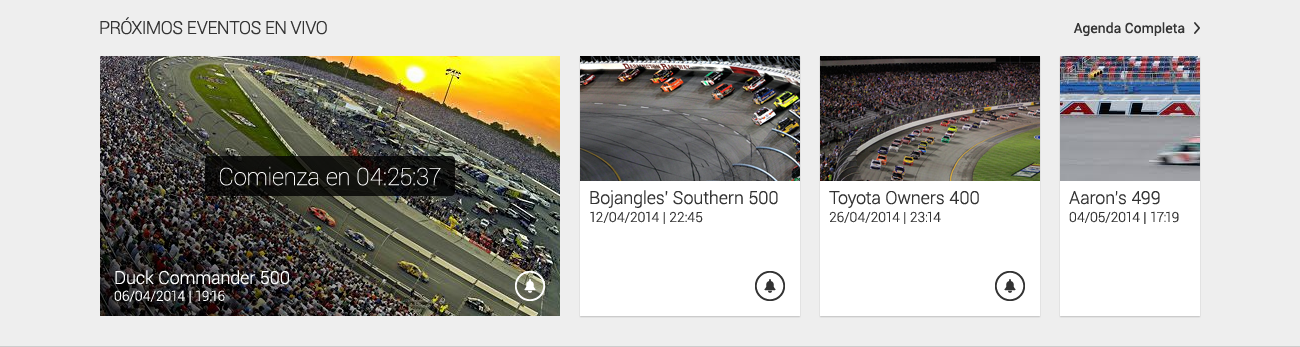 PRÓXIMOS EVENTOS EN VIVO
Agenda Completa
Comienza en 04:25:37
Duck Commander 500
06/04/2014 | 19:16
Bojangles' Southern 500
12/04/2014 | 22:45
Toyota Owners 400
26/04/2014 | 23:14
ALLA
Aaron's 499
04/05/2014 | 17:19